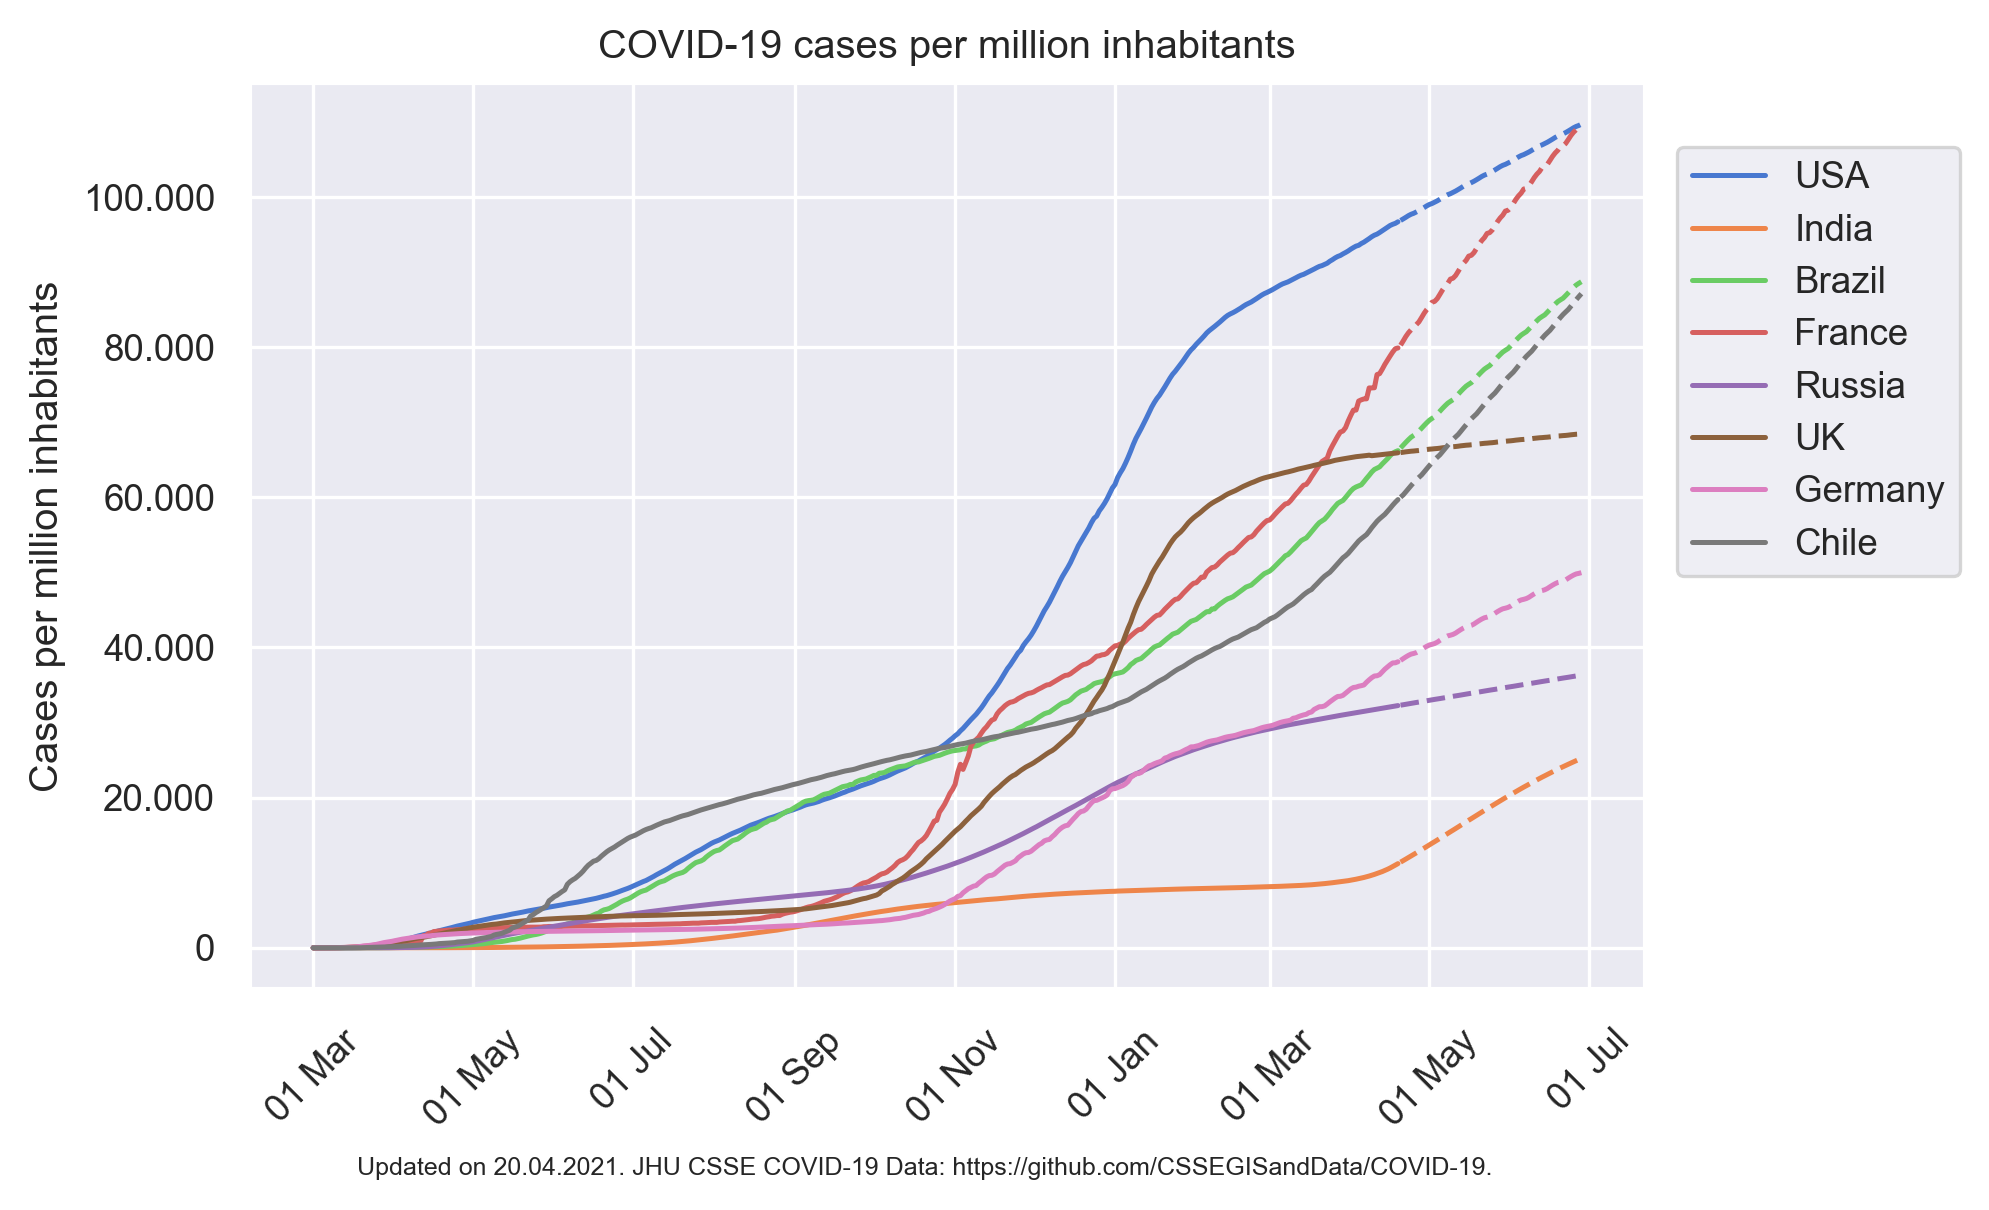 COVID-19 cases per million inhabitants
Cases per million inhabitants
100.000
80.000
60.000
40.000
20.000
0
01 Mar
01 May
01 Jul
01 Sep
01 Nov
01 Jan
01 Mar
01 May
01 Jul
USA
India
Brazil
France
Russia
UK
Germany
Chile
Updated on 20.04.2021. JHU CSSE COVID-19 Data: https://github.com/CSSEGISandData/COVID-19.